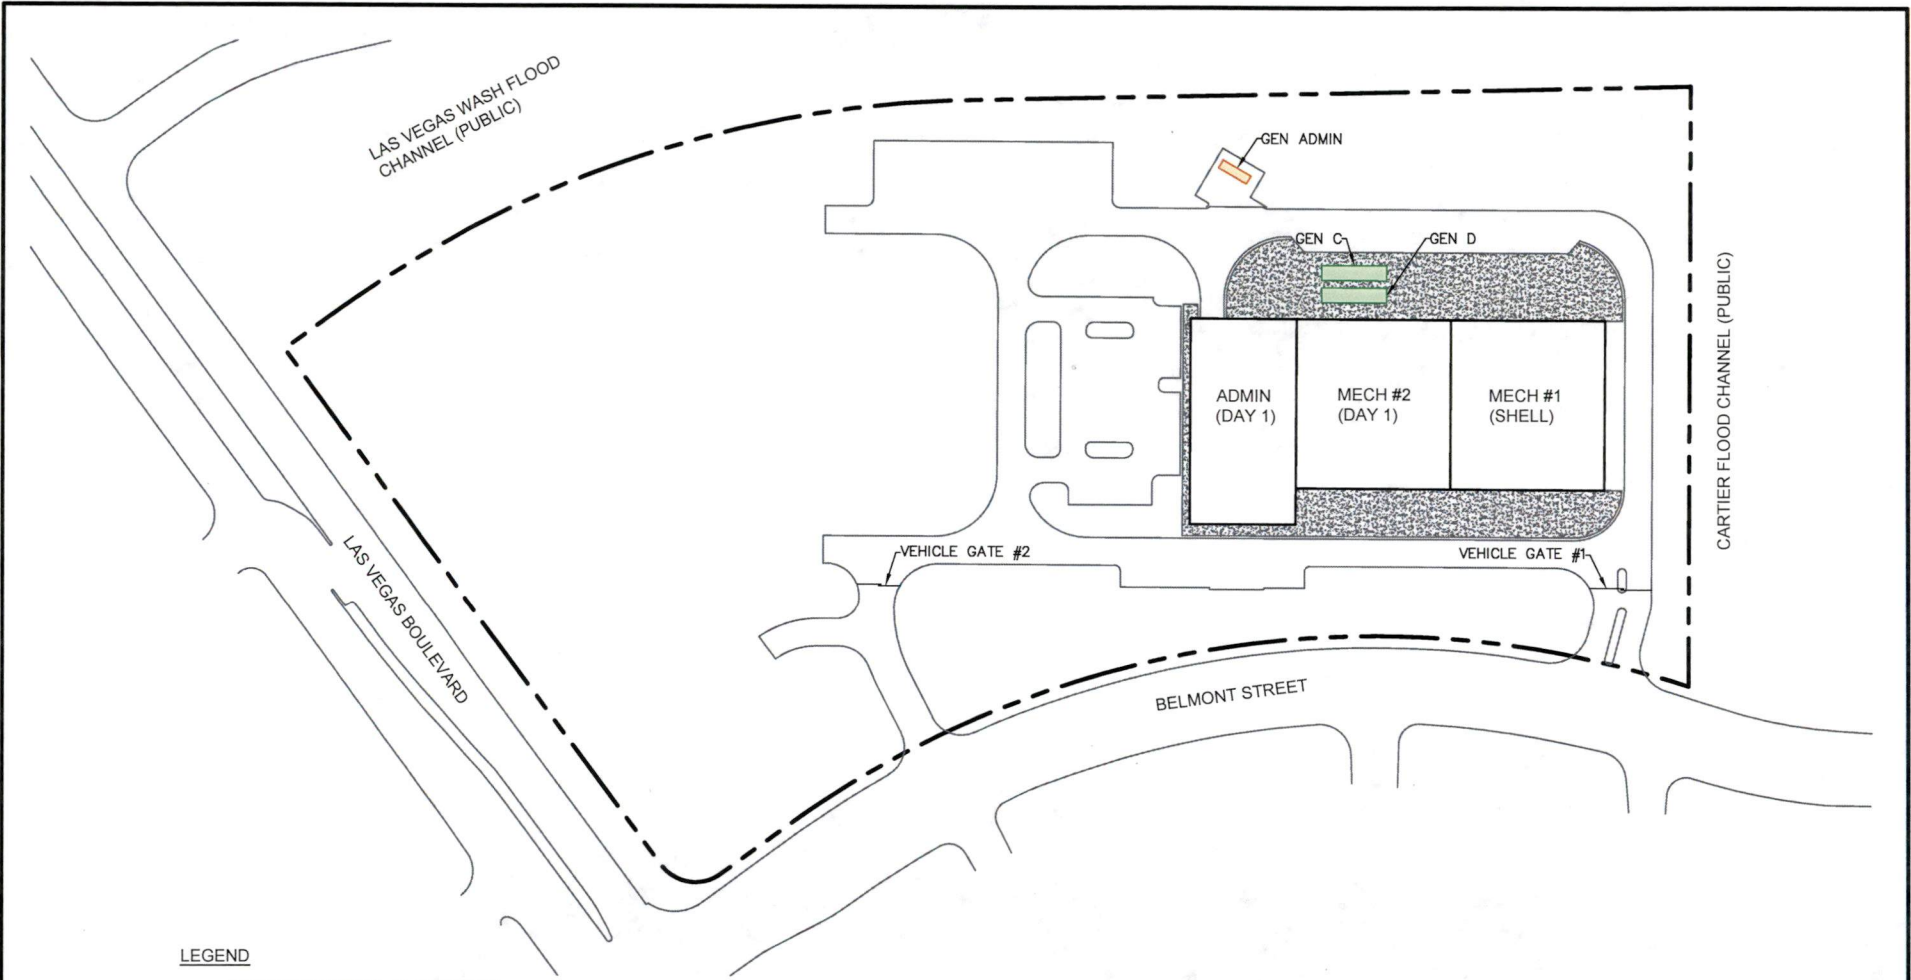 LAS VEGAS WASH FLOOD
CHANNEL (PUBLIC)
GEN ADMIN
GEN C
GEN D
CARTIER FLOOD CHANNEL (PUBLIC)
ADMIN
(DAY 1)
MECH #2
(DAY 1)
MECH #1
(SHELL)
VEHICLE GATE #2
VEHICLE GATE #1
LAS VEGAS BOULEVARD
BELMONT STREET
LEGEND